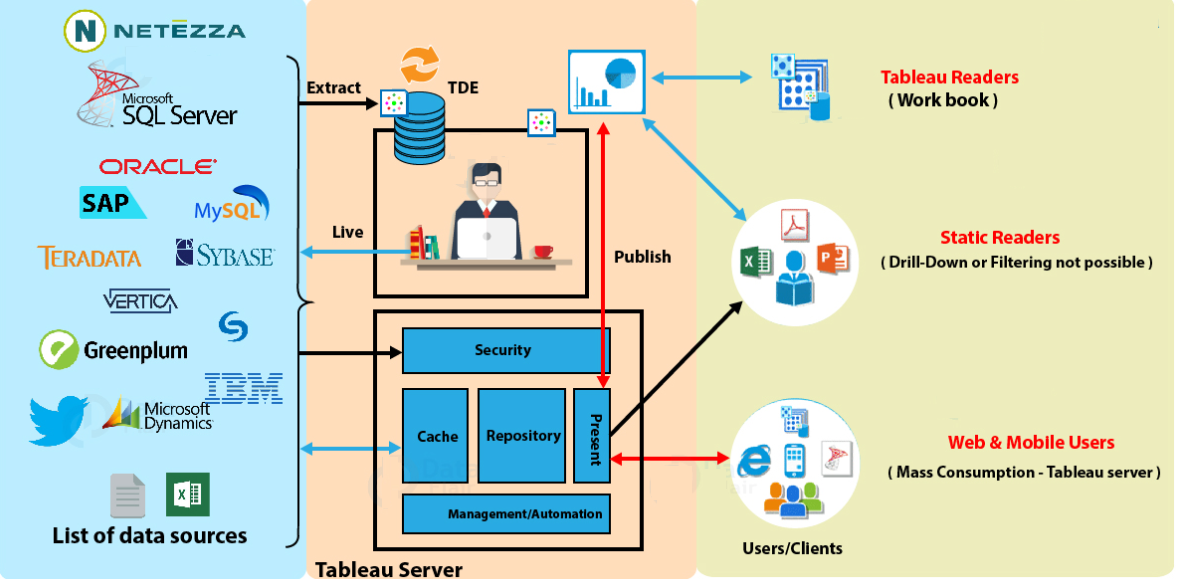 NETEZZA
Microsoft
SQL Server
ORACLE
SAP
MySQL
TERADATA
SYBASE
VERTICA
Greenplum
IBM
Microsoft
Dynamics
List of data sources
Extract
TDE
Live
Publish
Security
Cache
Repository
Present
Management/Automation
Tableau Server
Tableau Readers
( Work book )
Static Readers
( Drill-Down or Filtering not possible )
Web & Mobile Users
( Mass Consumption - Tableau server )
Users/Clients